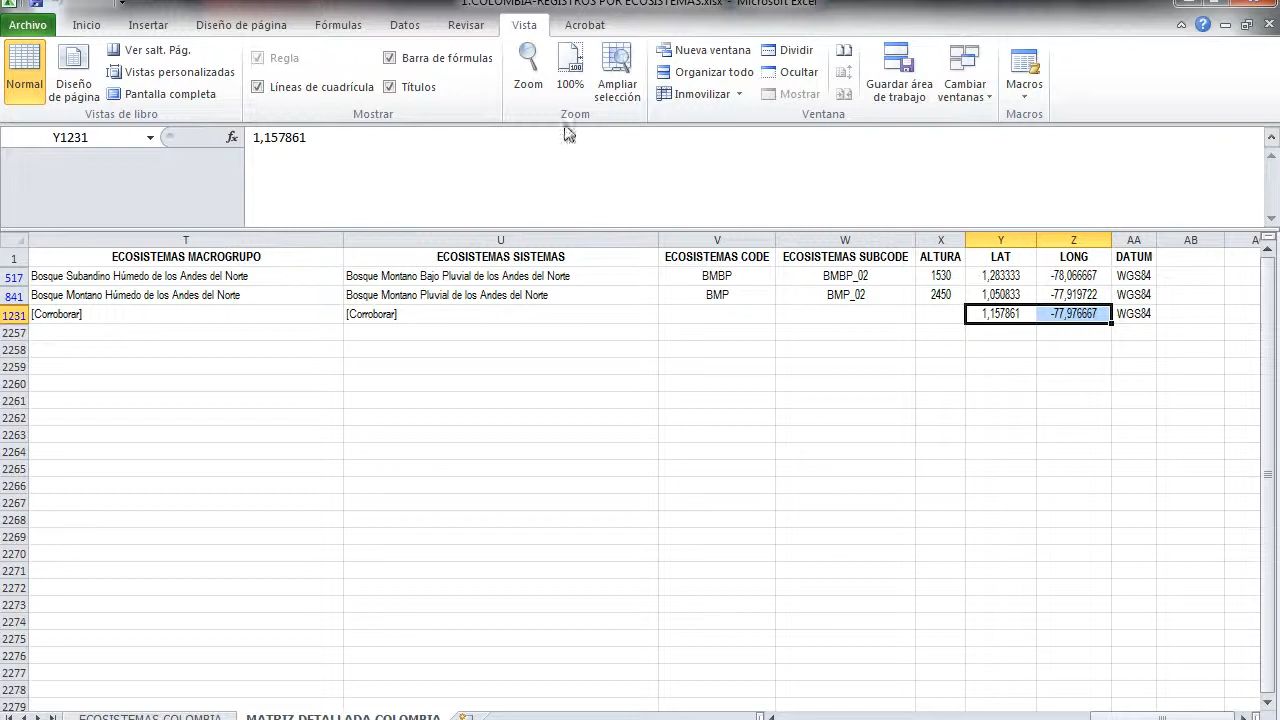 1.COLOMBIA-REGISTROS POR ECOSISTEMAS.xlsx - Microsoft Excel
Archivo Inicio Insertar Diseño de página Fórmulas Datos Revisar Vista Acrobat
Normal
Diseño de página
Ver salt. Pág.
Vistas personalizadas
Pantalla completa
Vistas de libro
Regla
Barra de fórmulas
Líneas de cuadrícula
Títulos
Mostrar
Zoom
100%
Ampliar selección
Zoom
Nueva ventana
Organizar todo
Inmovilizar
Dividir
Ocultar
Mostrar
Guardar área de trabajo
Cambiar ventanas
Ventana
Macros
Macros
Y1231 fx 1,157861
T U V W X Y Z AA AB
1 ECOSISTEMAS MACROGRUPO ECOSISTEMAS SISTEMAS ECOSISTEMAS CODE ECOSISTEMAS SUBCODE ALTURA LAT LONG DATUM
517 Bosque Subandino Húmedo de los Andes del Norte Bosque Montano Bajo Pluvial de los Andes del Norte BMBP BMBP_02 1530 1,283333 -78,066667 WGS84
841 Bosque Montano Húmedo de los Andes del Norte Bosque Montano Pluvial de los Andes del Norte BMP BMP_02 2450 1,050833 -77,919722 WGS84
1231 [Corroborar] [Corroborar] 1,157861 -77,976667 WGS84
2257
2258
2259
2260
2261
2262
2263
2264
2265
2266
2267
2268
2269
2270
2271
2272
2273
2274
2275
2276
2277
2278
2279
ECOSISTEMAS COLOMBIA MATRIZ DETALLADA COLOMBIA